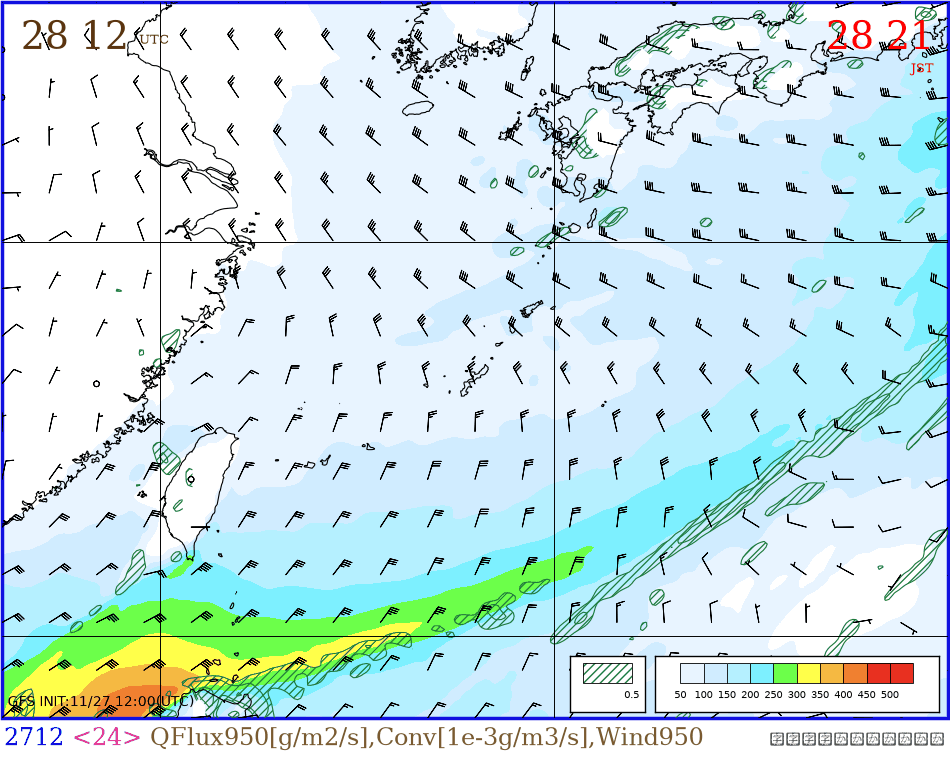 28 12 UTC
28 21
JST
0.5
50 100 150 200 250 300 350 400 450 500
GFS INIT:11/27 12:00(UTC)
2712 <24> QFlux950[g/m2/s],Conv[1e-3g/m3/s],Wind950